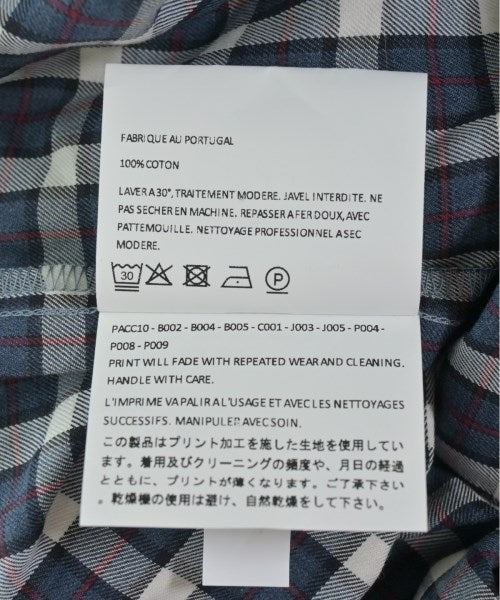 FABRIQUE AU PORTUGAL
100% COTON
LAVER A 30°, TRAITEMENT MODERE. JAVEL INTERDITE. NE
PAS SECHER EN MACHINE. REPASSER A FER DOUX, AVEC
PATTEMOUILLE. NETTOYAGE PROFESSIONNEL A SEC
MODERE.
30 P
PACC10 - B002 - B004 - B005 - C001 - J003 - J005 - P004 -
P008 - P009
PRINT WILL FADE WITH REPEATED WEAR AND CLEANING.
HANDLE WITH CARE.
L'IMPRIME VA PALIR A L'USAGE ET AVEC LES NETTOYAGES
SUCCESSIFS. MANIPULER AVEC SOIN.
この製品はプリント加工を施した生地を使用してい
ます。着用及びクリーニングの頻度や、月日の経過
とともに、プリントが薄くなります。ご了承下さい
。乾燥機の使用は避け、自然乾燥をして下さい。